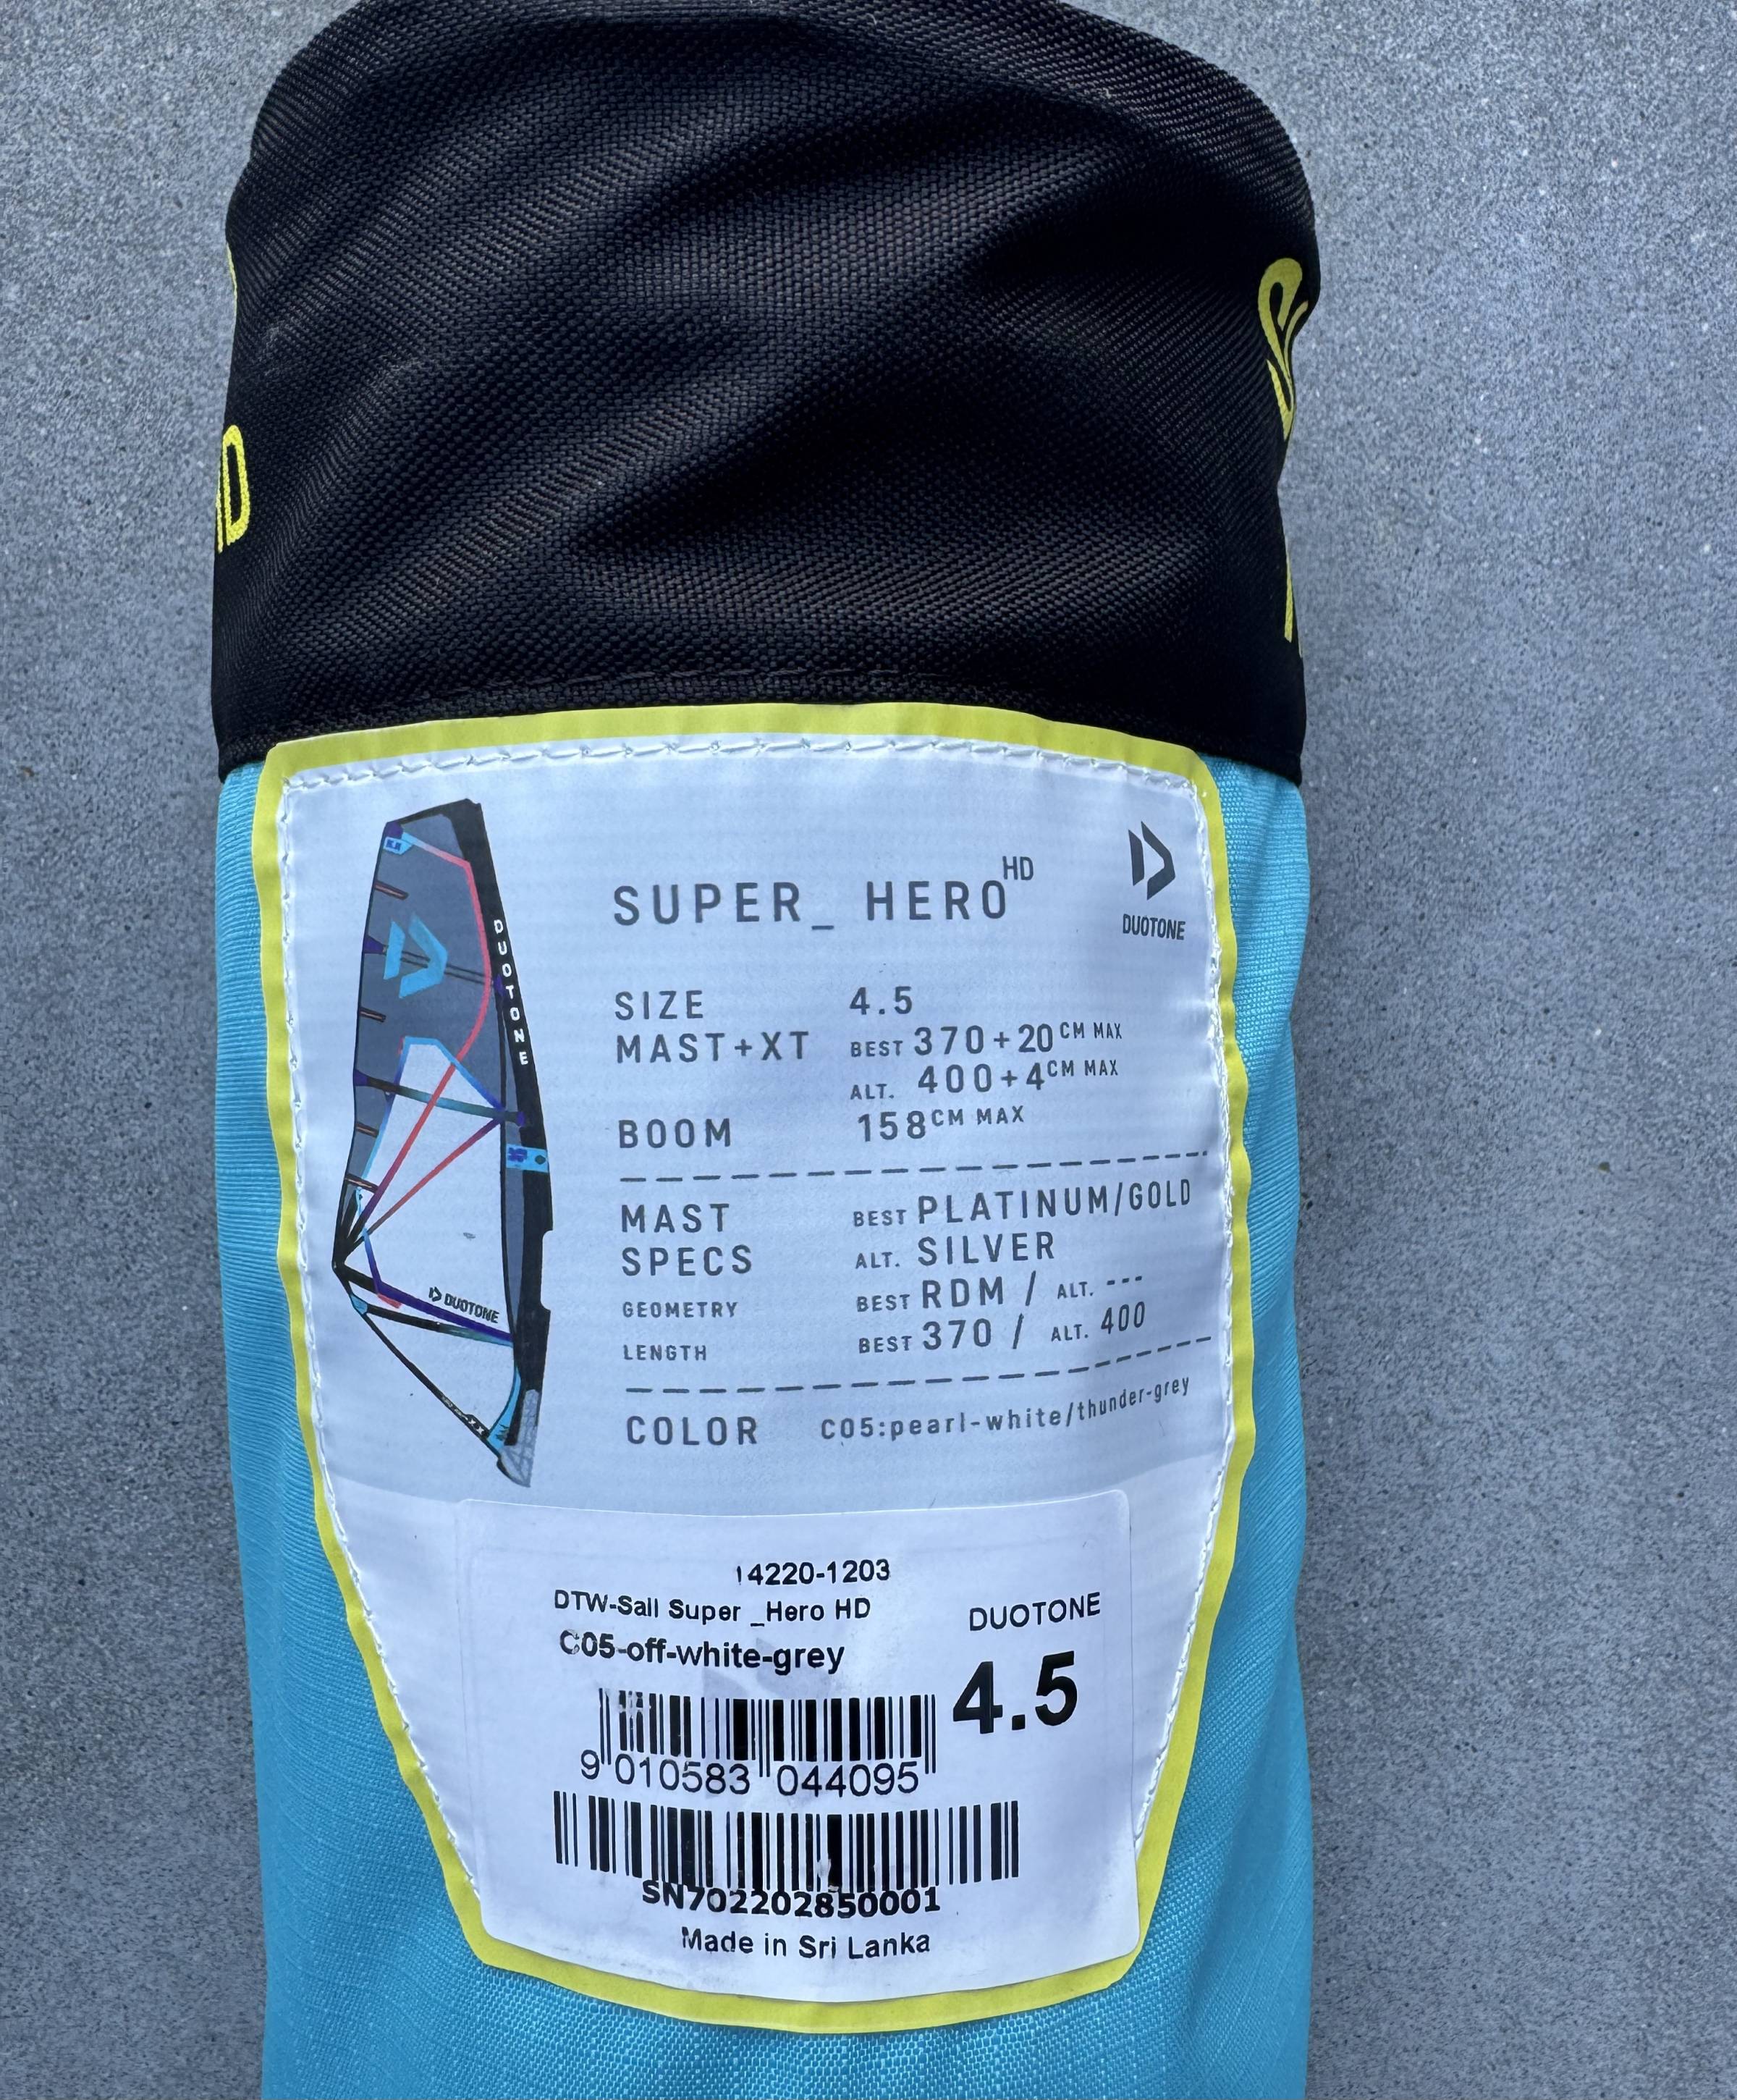 SUPER_ HERO HD
DUOTONE
SIZE 4.5
MAST+XT BEST 370+20 CM MAX
ALT. 400+4 CM MAX
BOOM 158 CM MAX
MAST BEST PLATINUM/GOLD
SPECS ALT. SILVER
GEOMETRY BEST RDM / ALT. ---
LENGTH BEST 370 / ALT. 400
COLOR C05:pearl-white/thunder-grey
DUOTONE
DUOTONE
14220-1203
DTW-Sail Super _Hero HD
C05-off-white-grey
DUOTONE
4.5
9 010583 044095
SN702202850001
Made in Sri Lanka